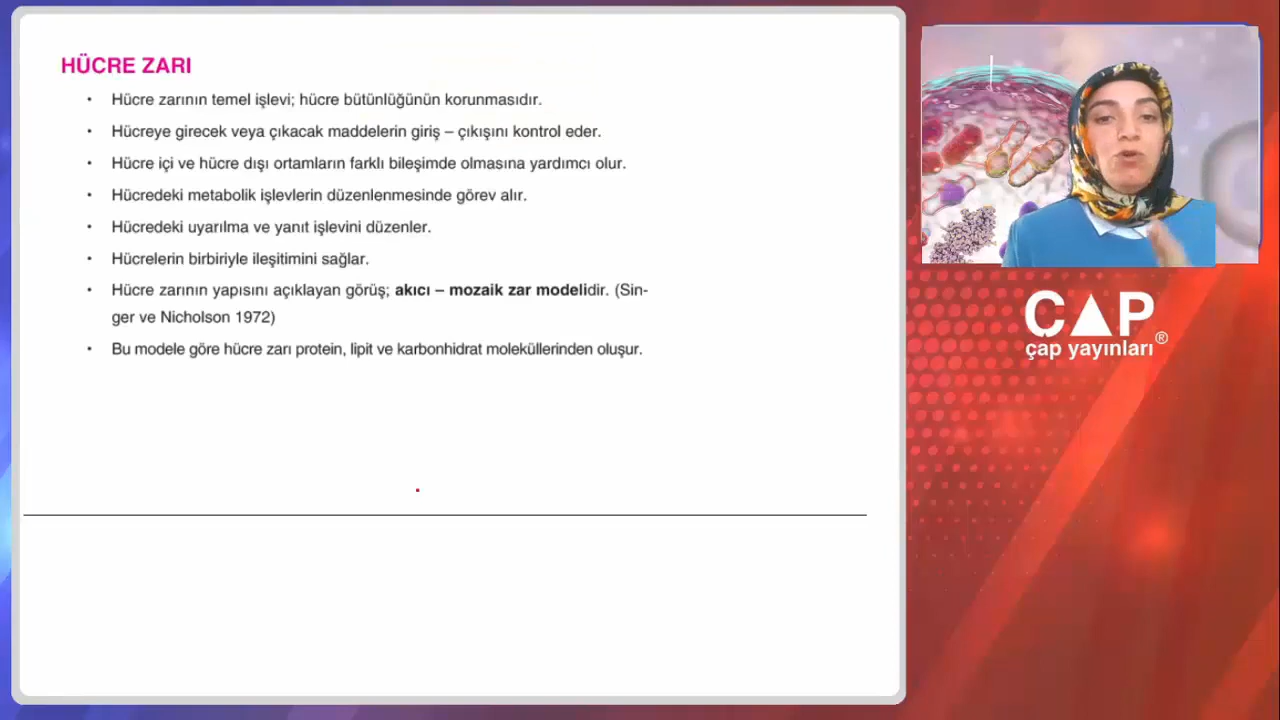 HÜCRE ZARI
• Hücre zarının temel işlevi; hücre bütünlüğünün korunmasıdır.
• Hücreye girecek veya çıkacak maddelerin giriş – çıkışını kontrol eder.
• Hücre içi ve hücre dışı ortamların farklı bileşimde olmasına yardımcı olur.
• Hücredeki metabolik işlevlerin düzenlenmesinde görev alır.
• Hücredeki uyarılma ve yanıt işlevini düzenler.
• Hücrelerin birbiriyle ileşitimini sağlar.
• Hücre zarının yapısını açıklayan görüş; akıcı – mozaik zar modelidir. (Sin-
ger ve Nicholson 1972)
• Bu modele göre hücre zarı protein, lipit ve karbonhidrat moleküllerinden oluşur.
ÇAP
çap yayınları®